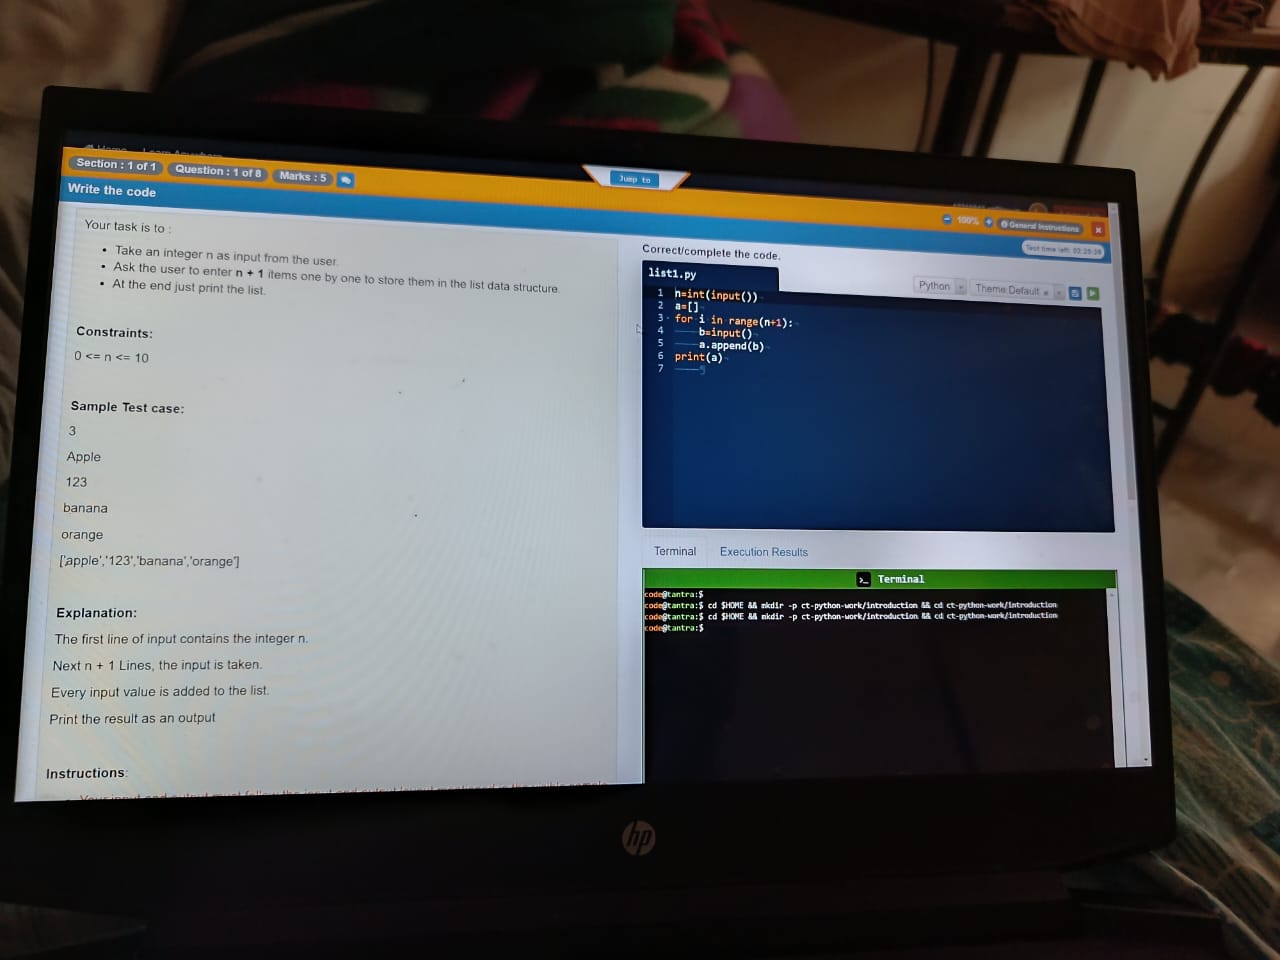 Section : 1 of 1
Question : 1 of 8
Marks : 5
Jump to
100%
General Instructions
Write the code
Test time left:
Your task is to :
• Take an integer n as input from the user.
• Ask the user to enter n + 1 items one by one to store them in the list data structure.
• At the end just print the list.
Constraints:
0 <= n <= 10
Sample Test case:
3
Apple
123
banana
orange
['apple','123','banana','orange']
Explanation:
The first line of input contains the integer n.
Next n + 1 Lines, the input is taken.
Every input value is added to the list.
Print the result as an output
Instructions:
Correct/complete the code.
list1.py
Python
Theme:Default
1 n=int(input())
2 a=[]
3 for i in range(n+1):
4 b=input()
5 a.append(b)
6 print(a)
7
Terminal
Execution Results
Terminal
code@tantra:$
code@tantra:$ cd $HOME && mkdir -p ct-python-work/introduction && cd ct-python-work/introduction
code@tantra:$ cd $HOME && mkdir -p ct-python-work/introduction && cd ct-python-work/introduction
code@tantra:$
hp